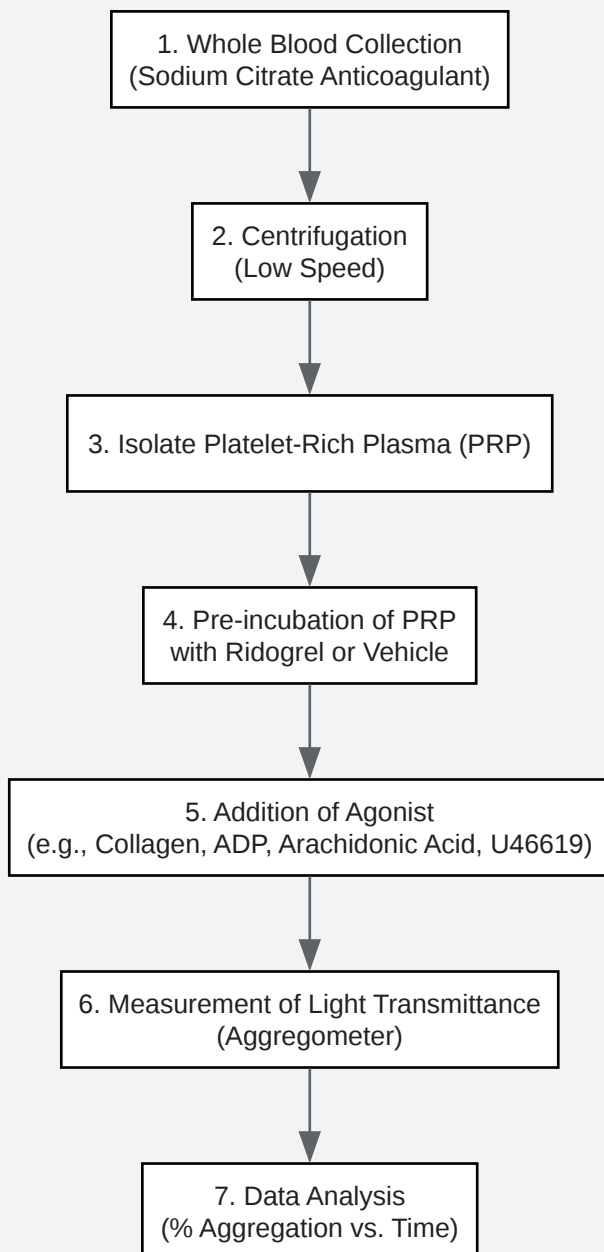 1. Whole Blood Collection
(Sodium Citrate Anticoagulant)
2. Centrifugation
(Low Speed)
3. Isolate Platelet-Rich Plasma (PRP)
4. Pre-incubation of PRP
with Ridogrel or Vehicle
5. Addition of Agonist
(e.g., Collagen, ADP, Arachidonic Acid, U46619)
6. Measurement of Light Transmittance
(Aggregometer)
7. Data Analysis
(% Aggregation vs. Time)